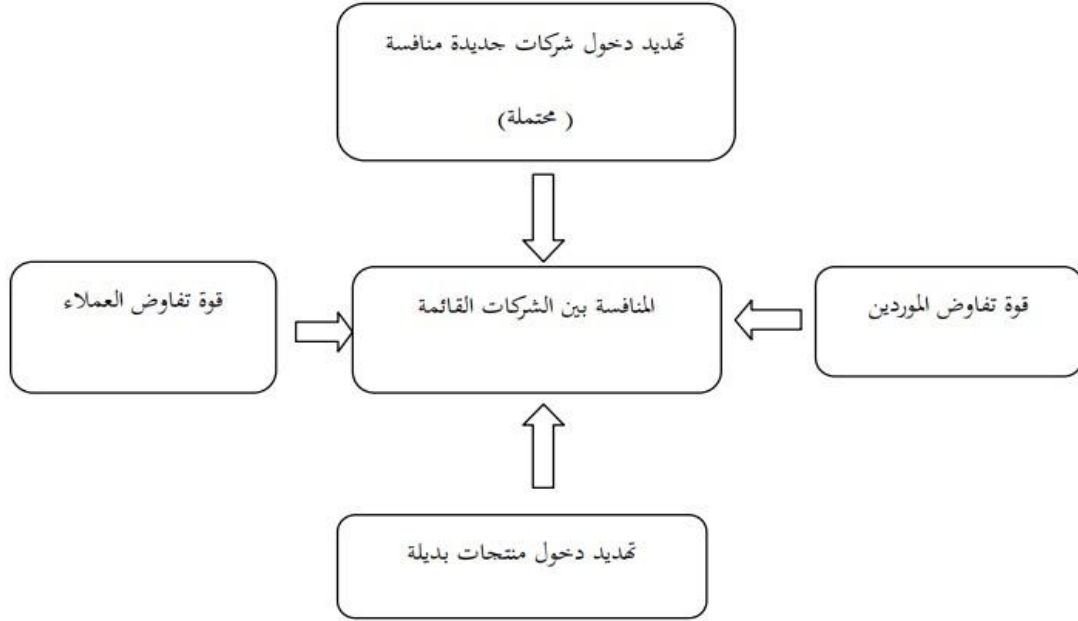 تهديد دخول شركات جديدة منافسة
( محتملة)
قوة تفاوض الموردين
المنافسة بين الشركات القائمة
قوة تفاوض العملاء
تهديد دخول منتجات بديلة